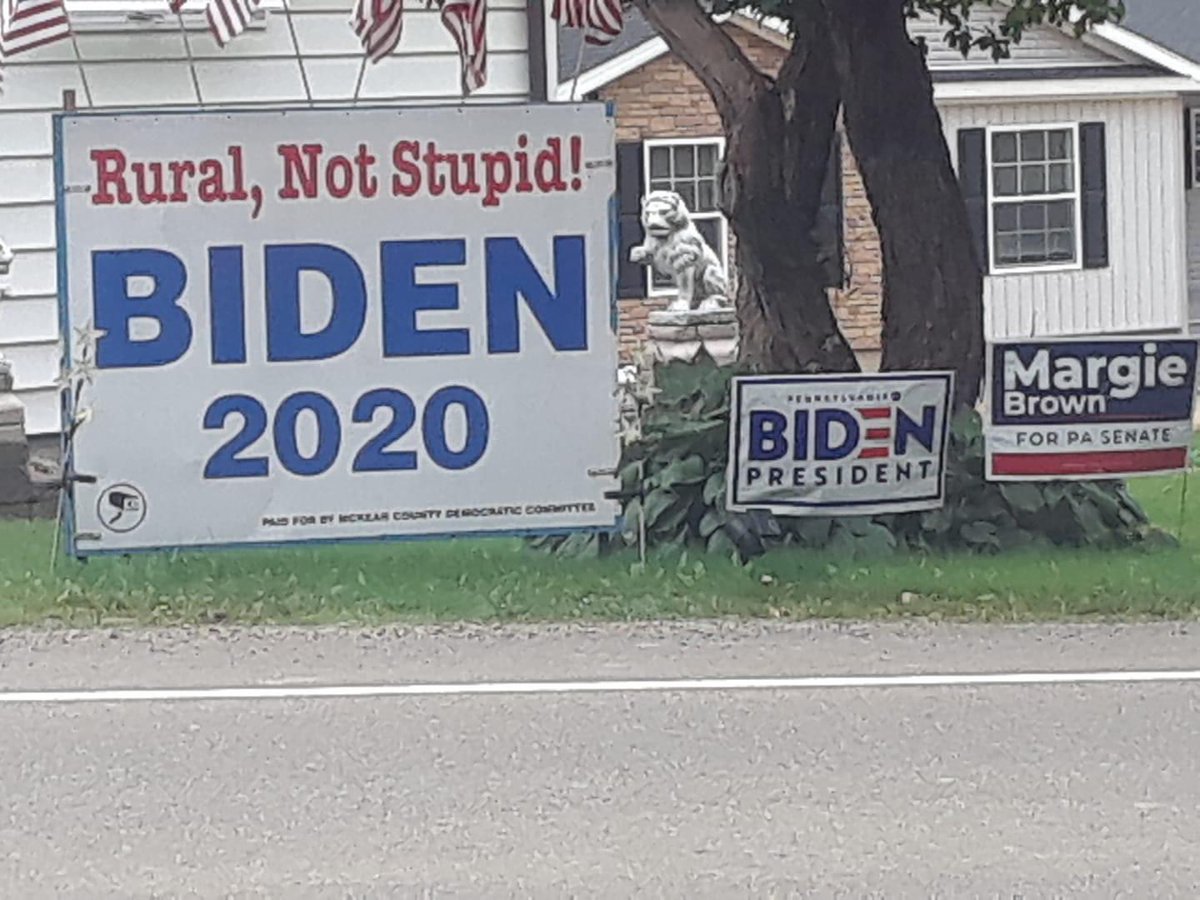 Rural, Not Stupid!
BIDEN
2020
PAID FOR BY MCKEAN COUNTY DEMOCRATIC COMMITTEE
PENNSYLVANIA
BIDEN
PRESIDENT
Margie
Brown
FOR PA SENATE